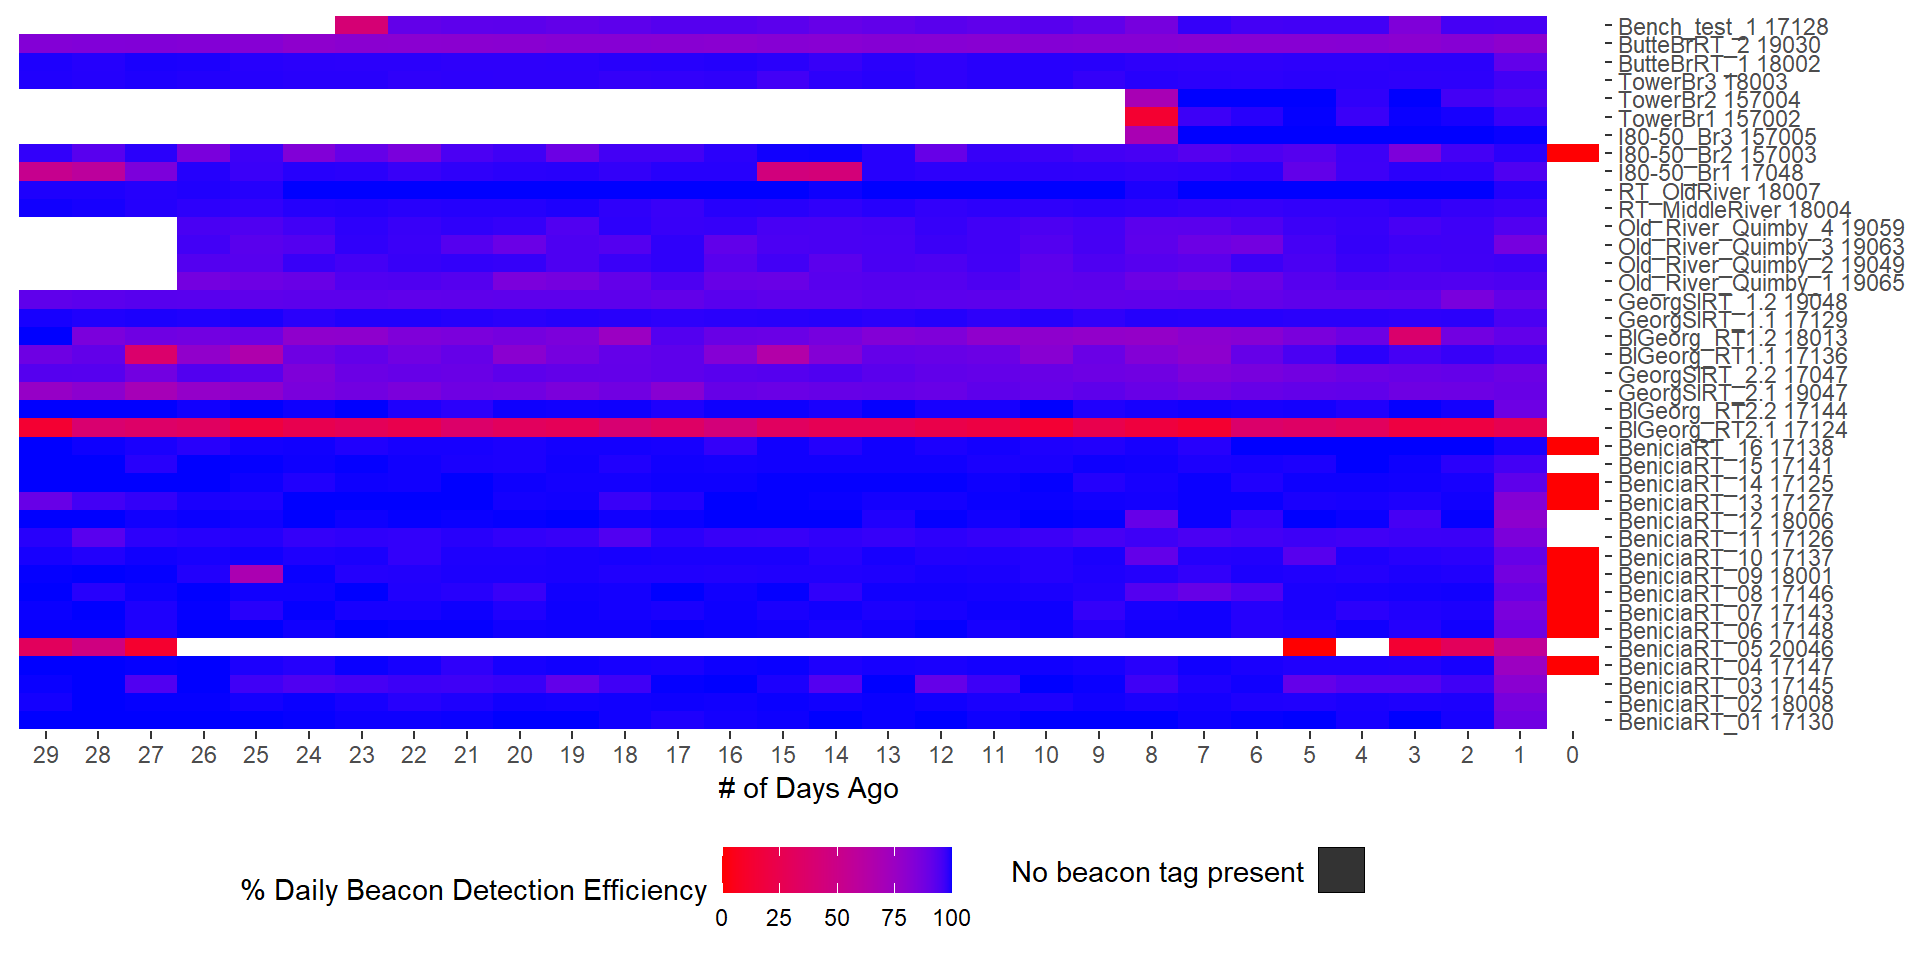 Bench_test_1 17128
ButteBrRT_2 19030
ButteBrRT_1 18002
TowerBr3 18003
TowerBr2 157004
TowerBr1 157002
I80-50_Br3 157005
I80-50_Br2 157003
I80-50_Br1 17048
RT_OldRiver 18007
RT_MiddleRiver 18004
Old_River_Quimby_4 19059
Old_River_Quimby_3 19063
Old_River_Quimby_2 19049
Old_River_Quimby_1 19065
GeorgSlRT_1.2 19048
GeorgSlRT_1.1 17129
BlGeorg_RT1.2 18013
BlGeorg_RT1.1 17136
GeorgSlRT_2.2 17047
GeorgSlRT_2.1 19047
BlGeorg_RT2.2 17144
BlGeorg_RT2.1 17124
BeniciaRT_16 17138
BeniciaRT_15 17141
BeniciaRT_14 17125
BeniciaRT_13 17127
BeniciaRT_12 18006
BeniciaRT_11 17126
BeniciaRT_10 17137
BeniciaRT_09 18001
BeniciaRT_08 17146
BeniciaRT_07 17143
BeniciaRT_06 17148
BeniciaRT_05 20046
BeniciaRT_04 17147
BeniciaRT_03 17145
BeniciaRT_02 18008
BeniciaRT_01 17130
29 28 27 26 25 24 23 22 21 20 19 18 17 16 15 14 13 12 11 10 9 8 7 6 5 4 3 2 1 0
# of Days Ago
% Daily Beacon Detection Efficiency
0 25 50 75 100
No beacon tag present